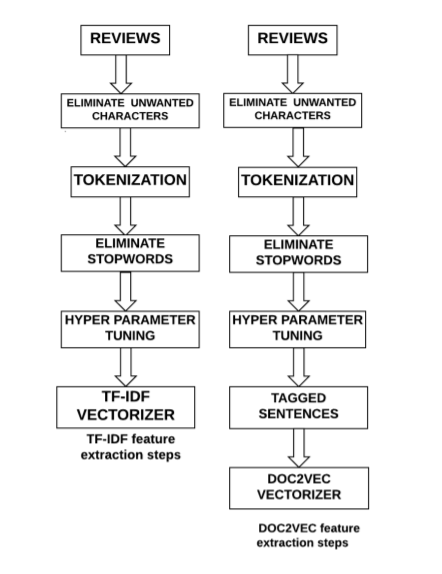 REVIEWS
ELIMINATE UNWANTED
CHARACTERS
TOKENIZATION
ELIMINATE
STOPWORDS
HYPER PARAMETER
TUNING
TF-IDF
VECTORIZER
TF-IDF feature
extraction steps
REVIEWS
ELIMINATE UNWANTED
CHARACTERS
TOKENIZATION
ELIMINATE
STOPWORDS
HYPER PARAMETER
TUNING
TAGGED
SENTENCES
DOC2VEC
VECTORIZER
DOC2VEC feature
extraction steps